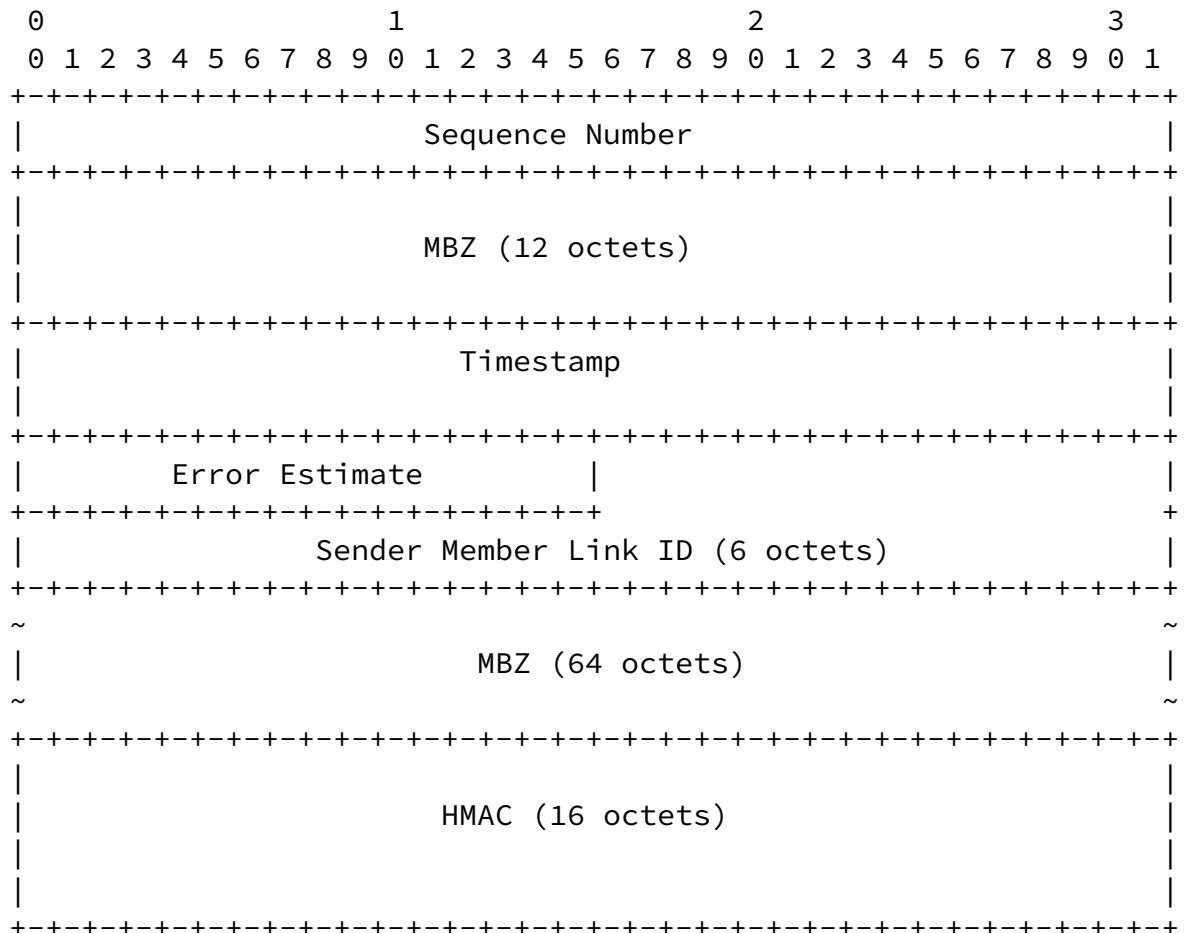 0                   1                   2                   3
 0 1 2 3 4 5 6 7 8 9 0 1 2 3 4 5 6 7 8 9 0 1 2 3 4 5 6 7 8 9 0 1
+-+-+-+-+-+-+-+-+-+-+-+-+-+-+-+-+-+-+-+-+-+-+-+-+-+-+-+-+-+-+-+-+
|                      Sequence Number                          |
+-+-+-+-+-+-+-+-+-+-+-+-+-+-+-+-+-+-+-+-+-+-+-+-+-+-+-+-+-+-+-+-+
|                                                               |
|                      MBZ (12 octets)                          |
|                                                               |
+-+-+-+-+-+-+-+-+-+-+-+-+-+-+-+-+-+-+-+-+-+-+-+-+-+-+-+-+-+-+-+-+
|                        Timestamp                              |
|                                                               |
+-+-+-+-+-+-+-+-+-+-+-+-+-+-+-+-+-+-+-+-+-+-+-+-+-+-+-+-+-+-+-+-+
|        Error Estimate         |                               |
+-+-+-+-+-+-+-+-+-+-+-+-+-+-+-+-+                               +
|                Sender Member Link ID (6 octets)               |
+-+-+-+-+-+-+-+-+-+-+-+-+-+-+-+-+-+-+-+-+-+-+-+-+-+-+-+-+-+-+-+-+
~                                                               ~
|                         MBZ (64 octets)                       |
~                                                               ~
+-+-+-+-+-+-+-+-+-+-+-+-+-+-+-+-+-+-+-+-+-+-+-+-+-+-+-+-+-+-+-+-+
|                                                               |
|                       HMAC (16 octets)                        |
|                                                               |
|                                                               |
+-+-+-+-+-+-+-+-+-+-+-+-+-+-+-+-+-+-+-+-+-+-+-+-+-+-+-+-+-+-+-+-+